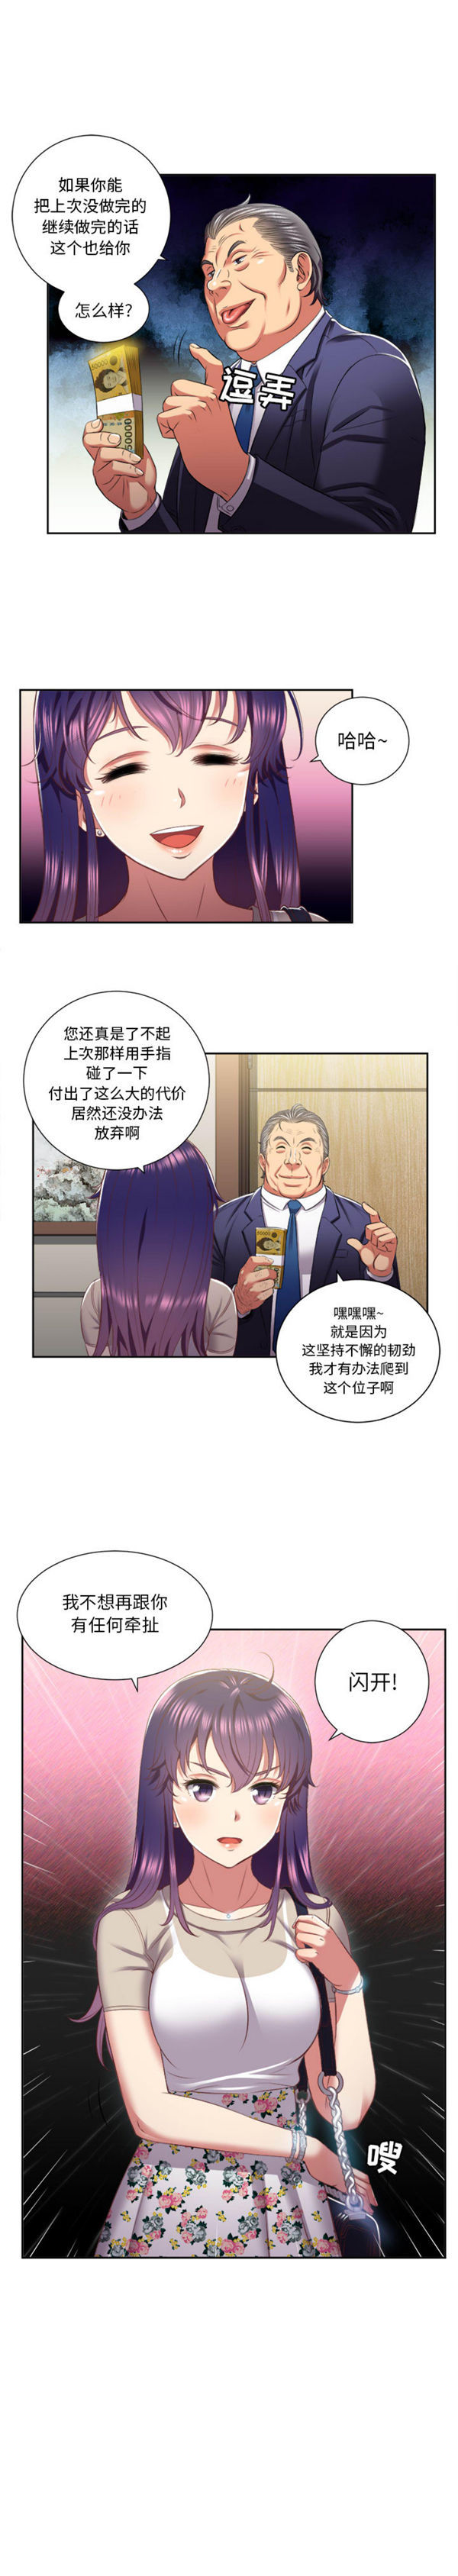 如果你能
把上次没做完的
继续做完的话
这个也给你
怎么样?
逗弄
50000
哈哈~
您还真是了不起
上次那样用手指
碰了一下
付出了这么大的代价
居然还没办法
放弃啊
嘿嘿嘿~
就是因为
这坚持不懈的韧劲
我才有办法爬到
这个位子啊
我不想再跟你
有任何牵扯
闪开!
嗖